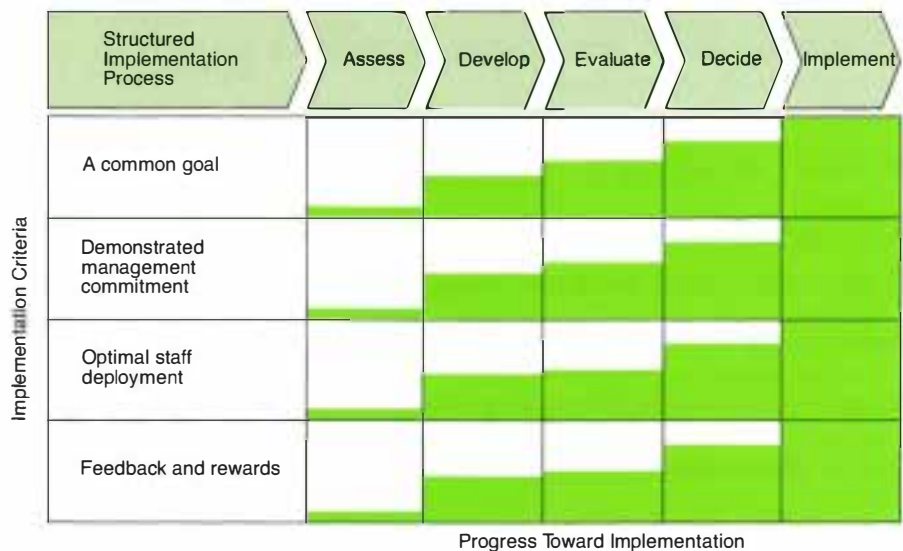 Structured
Implementation
Process
Assess
Develop
Evaluate
Decide
Implement
Implementation Criteria
A common goal
Demonstrated
management
commitment
Optimal staff
deployment
Feedback and rewards
Progress Toward Implementation